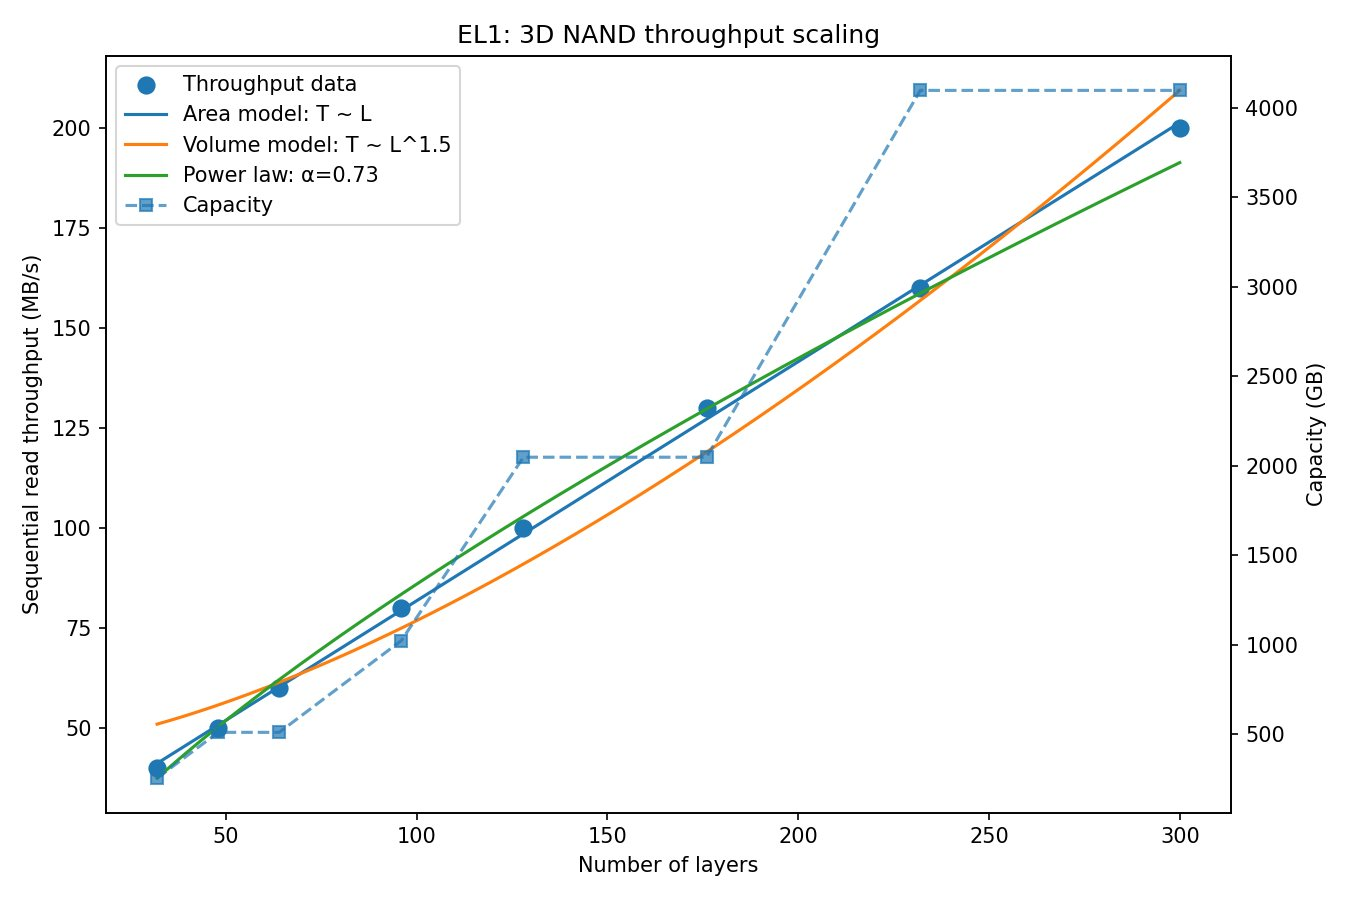 EL1: 3D NAND throughput scaling
Throughput data
Area model: T ~ L
Volume model: T ~ L^1.5
Power law: α=0.73
Capacity
200
175
150
125
100
75
50
Sequential read throughput (MB/s)
4000
3500
3000
2500
2000
1500
1000
500
Capacity (GB)
50
100
150
200
250
300
Number of layers